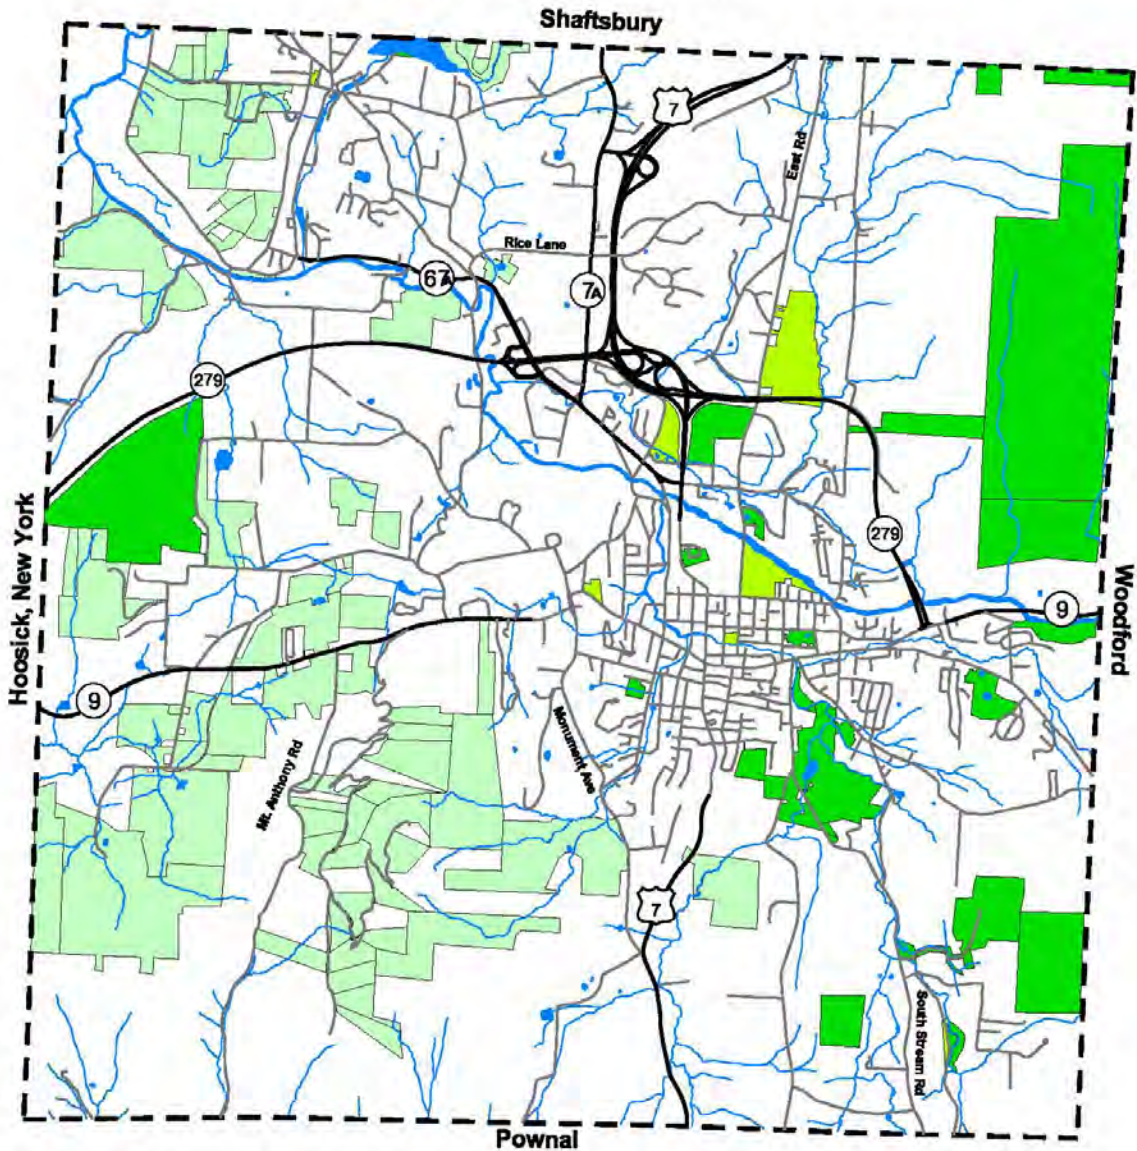 Shaftsbury
7
East Rd
Rice Lane
67A
7A
279
Hoosick, New York
279
Woodford
9
9
Monument Ave
Mt. Anthony Rd
7
South Stream Rd
Pownal